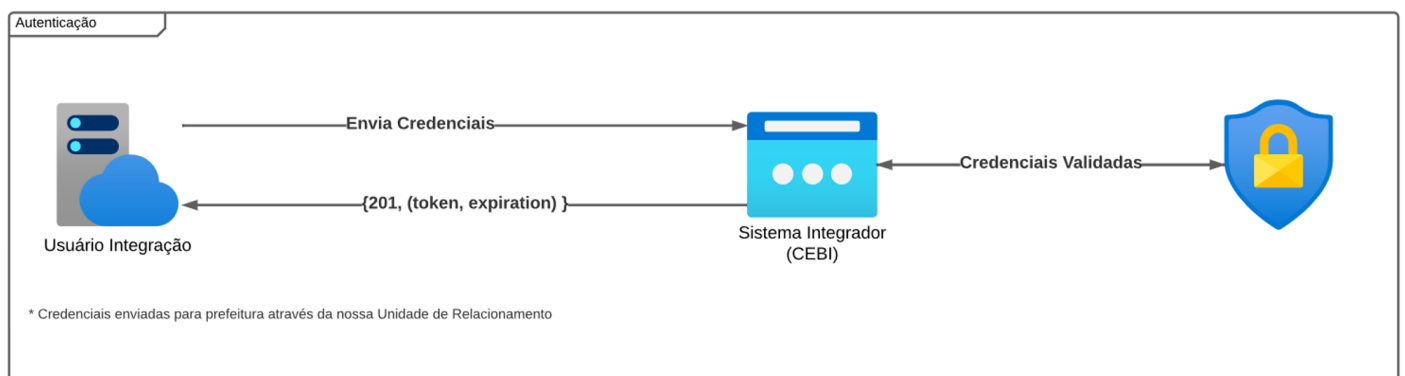 Autenticação
Envia Credenciais
Credenciais Validadas
{201, (token, expiration) }
Usuário Integração
Sistema Integrador
(CEBI)
* Credenciais enviadas para prefeitura através da nossa Unidade de Relacionamento